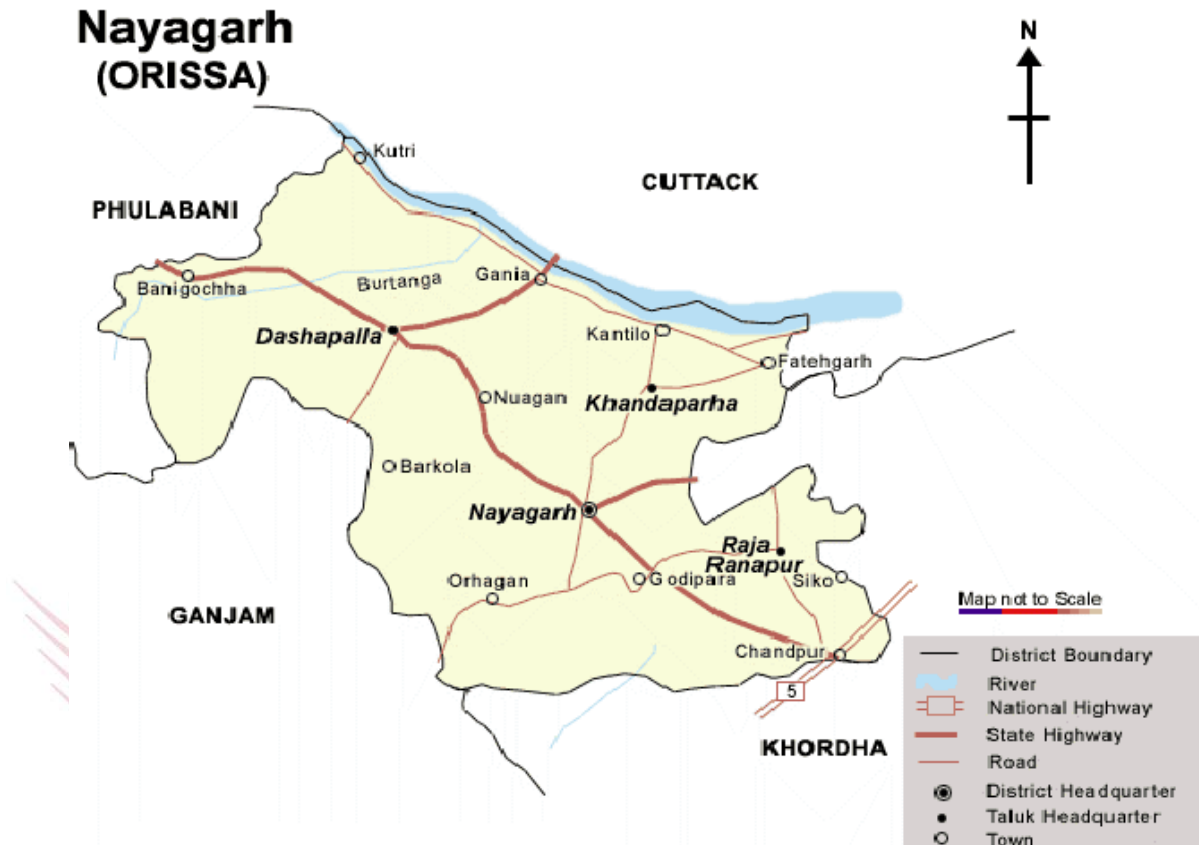 Nayagarh
(ORISSA)
N
Kutri
CUTTACK
PHULABANI
Banigochha
Burtanga
Gania
Dashapalla
Kantilo
Fatehgarh
Nuagan
Khandaparha
Barkola
Nayagarh
Raja
Ranapur
Orhagan
Godipara
Siko
GANJAM
Map not to Scale
Chandpur
5
KHORDHA
District Boundary
River
National Highway
State Highway
Road
District Headquarter
Taluk Headquarter
Town